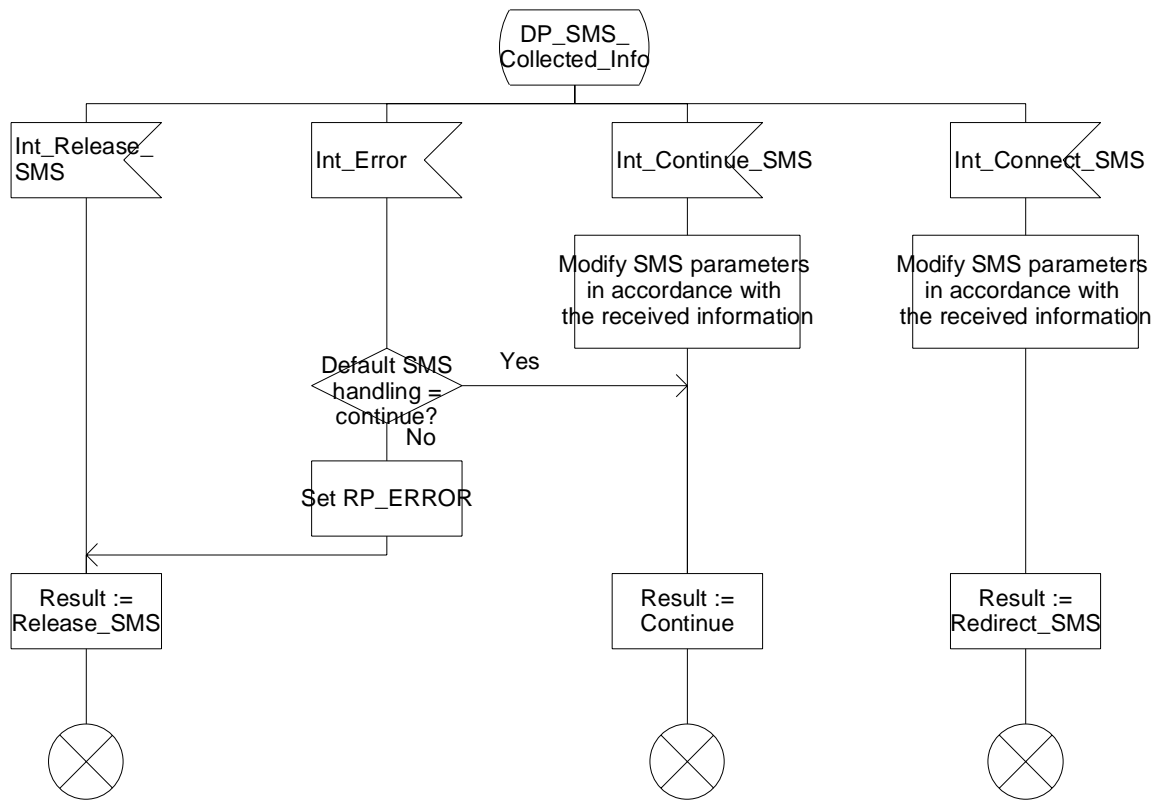 DP_SMS_
Collected_Info
Int_Release_
SMS
Int_Error
Int_Continue_SMS
Int_Connect_SMS
Modify SMS parameters
in accordance with
the received information
Modify SMS parameters
in accordance with
the received information
Default SMS
handling =
continue?
Yes
No
Set RP_ERROR
Result :=
Release_SMS
Result :=
Continue
Result :=
Redirect_SMS